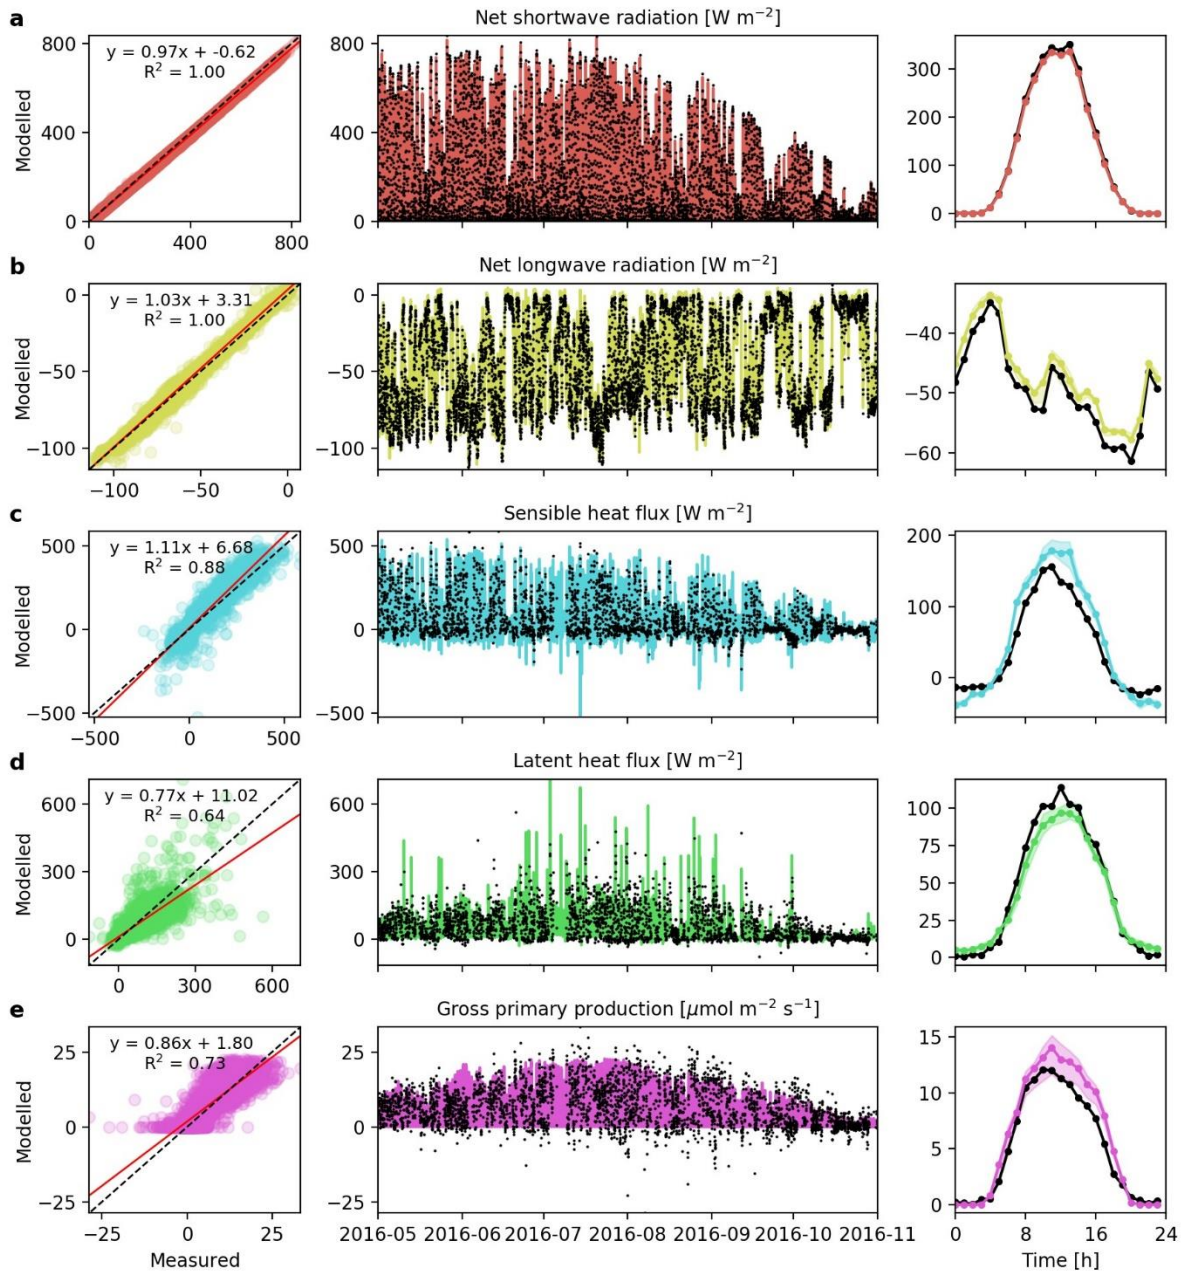 a
Net shortwave radiation [W m⁻²]
y = 0.97x + -0.62
R² = 1.00
Modelled
800
400
0
0 400 800
800
400
0
300
200
100
0
b
Net longwave radiation [W m⁻²]
y = 1.03x + 3.31
R² = 1.00
Modelled
0
−50
−100
−100 −50 0
0
−50
−100
−40
−50
−60
c
Sensible heat flux [W m⁻²]
y = 1.11x + 6.68
R² = 0.88
Modelled
500
0
−500
−500 0 500
500
0
−500
200
100
0
d
Latent heat flux [W m⁻²]
y = 0.77x + 11.02
R² = 0.64
Modelled
600
300
0
0 300 600
600
300
0
100
75
50
25
0
e
Gross primary production [μmol m⁻² s⁻¹]
y = 0.86x + 1.80
R² = 0.73
Modelled
25
0
−25
−25 0 25
Measured
25
0
−25
2016-05 2016-06 2016-07 2016-08 2016-09 2016-10 2016-11
15
10
5
0
0 8 16 24
Time [h]